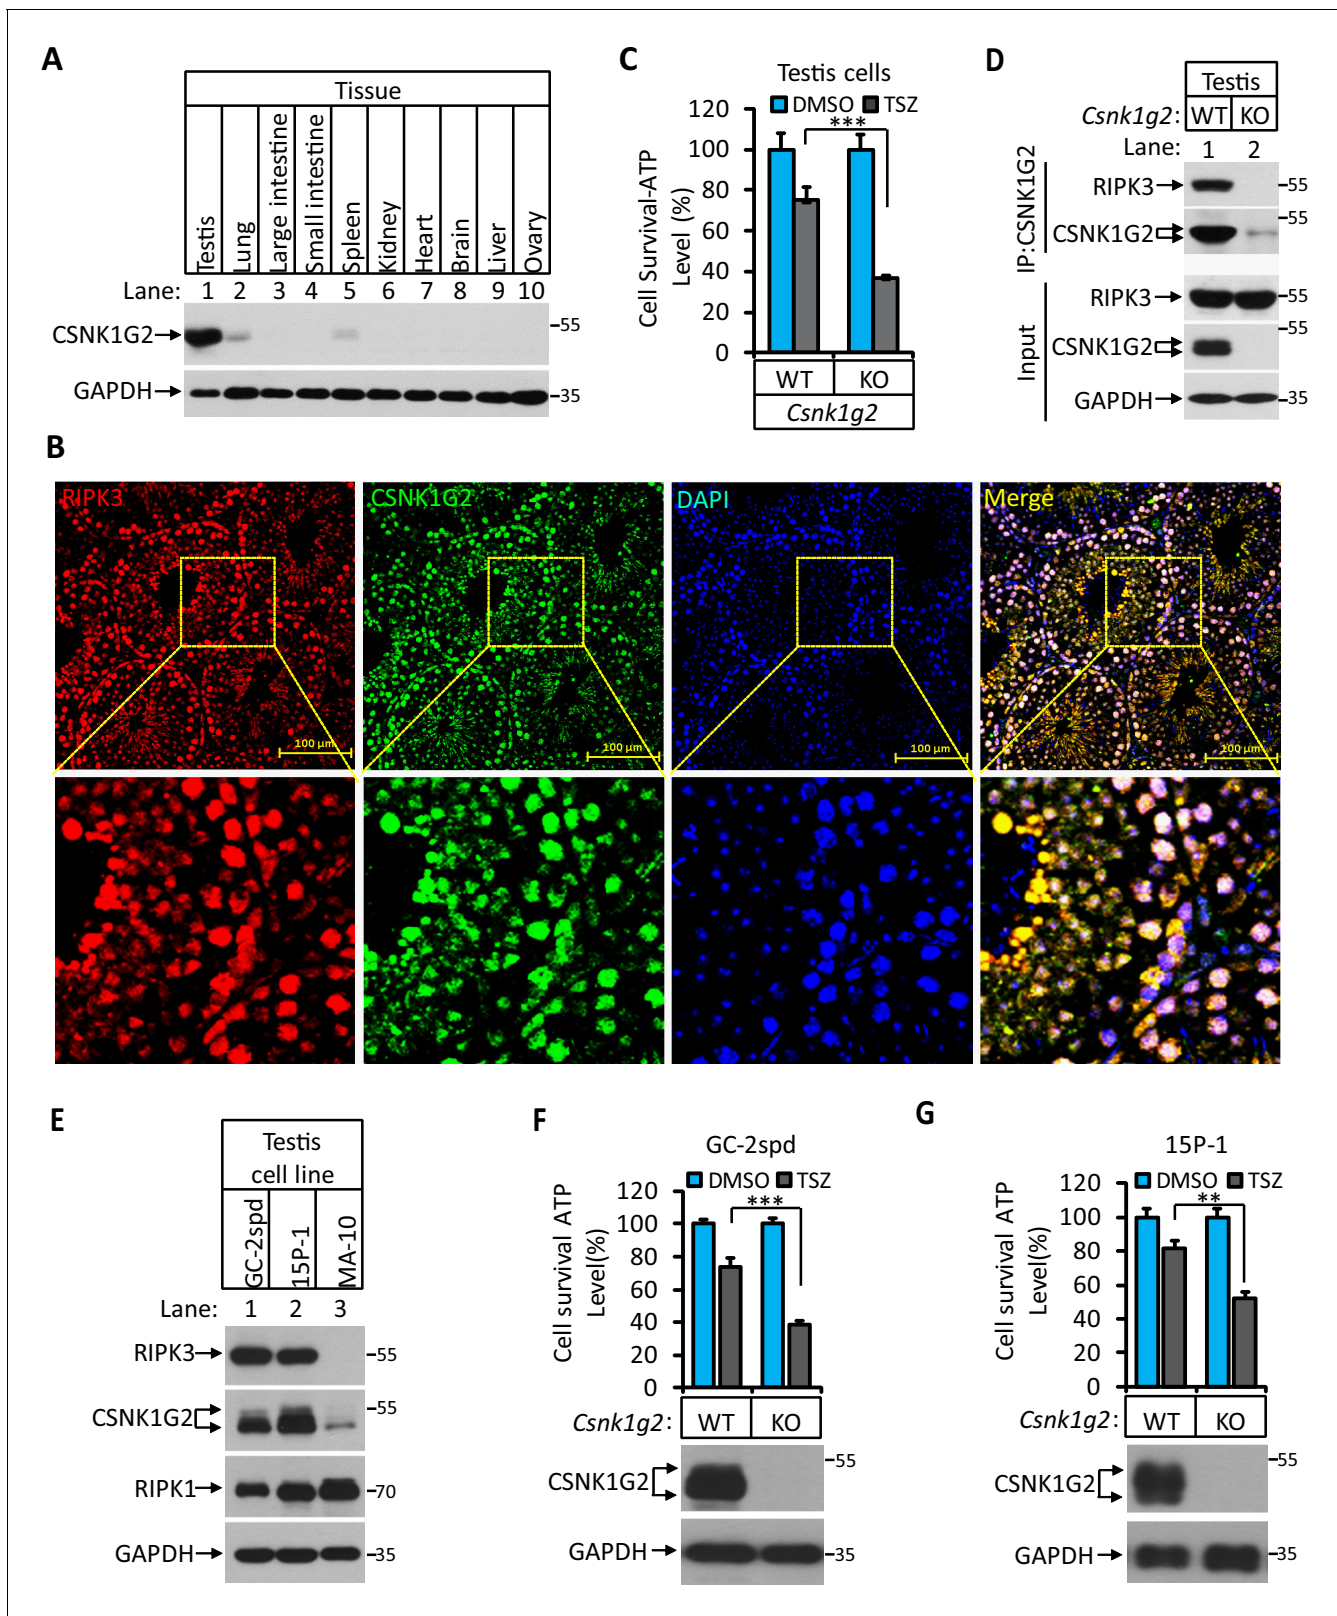 A
Tissue
Testis
Lung
Large intestine
Small intestine
Spleen
Kidney
Heart
Brain
Liver
Ovary
Lane: 1 2 3 4 5 6 7 8 9 10
CSNK1G2
55
GAPDH
35
C
Testis cells
DMSO TSZ
Cell Survival-ATP
Level (%)
120
100
80
60
40
20
0
***
WT KO
Csnk1g2
D
Testis
Csnk1g2: WT KO
Lane: 1 2
IP:CSNK1G2
RIPK3
55
CSNK1G2
55
Input
RIPK3
55
CSNK1G2
55
GAPDH
35
B
RIPK3
CSNK1G2
DAPI
Merge
100 µm
100 µm
100 µm
100 µm
E
Testis
cell line
GC-2spd
15P-1
MA-10
Lane: 1 2 3
RIPK3
55
CSNK1G2
55
RIPK1
70
GAPDH
35
F
GC-2spd
DMSO TSZ
Cell survival ATP
Level(%)
120
100
80
60
40
20
0
***
Csnk1g2: WT KO
CSNK1G2
55
GAPDH
35
G
15P-1
DMSO TSZ
Cell survival ATP
Level(%)
120
100
80
60
40
20
0
**
Csnk1g2: WT KO
CSNK1G2
55
GAPDH
35